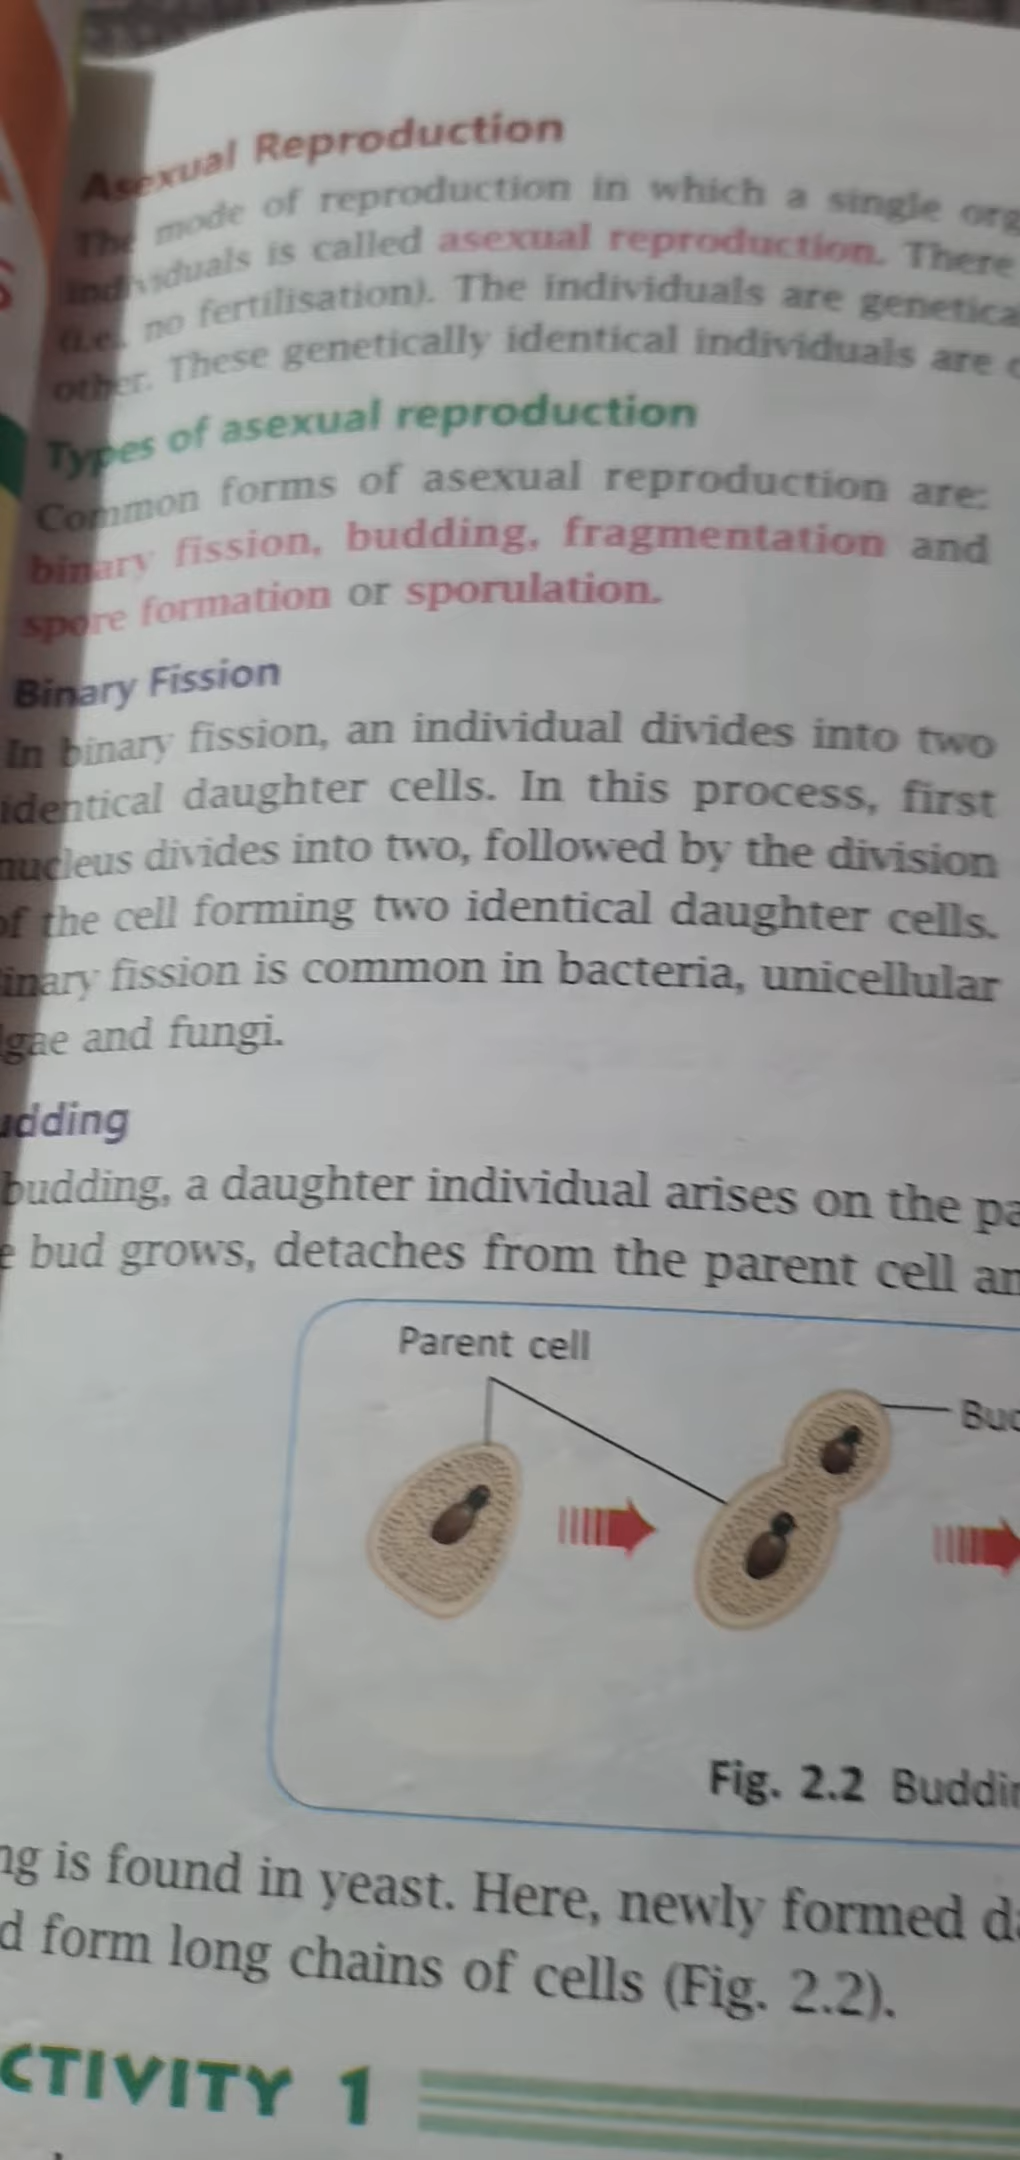 Asexual Reproduction
The mode of reproduction in which a single org
individuals is called asexual reproduction. There
(i.e. no fertilisation). The individuals are genetica
other. These genetically identical individuals are c
Types of asexual reproduction
Common forms of asexual reproduction are:
binary fission, budding, fragmentation and
spore formation or sporulation.
Binary Fission
In binary fission, an individual divides into two
identical daughter cells. In this process, first
nucleus divides into two, followed by the division
of the cell forming two identical daughter cells.
inary fission is common in bacteria, unicellular
lgae and fungi.
udding
budding, a daughter individual arises on the pa
e bud grows, detaches from the parent cell an
Parent cell
Bud
Fig. 2.2 Buddin
ng is found in yeast. Here, newly formed da
d form long chains of cells (Fig. 2.2).
CTIVITY 1